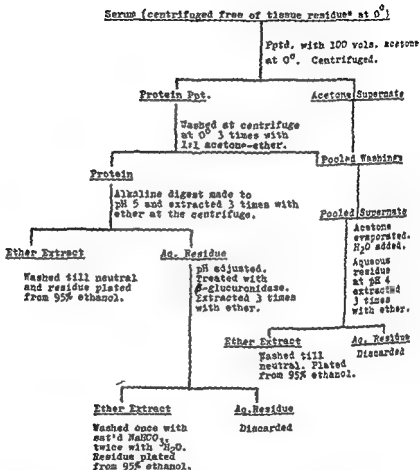 Serum (centrifuged free of tissue residue* at 0°)
Pptd. with 100 vols. acetone
at 0°. Centrifuged.
Protein Ppt.
Acetone Supernate
Washed at centrifuge
at 0° 3 times with
1:1 acetone-ether.
Pooled Washings
Protein
Alkaline digest made to
pH 5 and extracted 3 times with
ether at the centrifuge.
Pooled Supernate
Acetone
evaporated.
H2O added.
Aqueous
residue
at pH 4
extracted
3 times
with ether.
Ether Extract
Washed till neutral
and residue plated
from 95% ethanol.
Aq. Residue
pH adjusted.
Treated with
β-glucuronidase.
Extracted 3 times
with ether.
Ether Extract
Washed till
neutral. Plated
from 95% ethanol.
Aq. Residue
Discarded
Ether Extract
Washed once with
sat'd NaHCO3,
twice with H2O.
Residue plated
from 95% ethanol.
Aq.Residue
Discarded